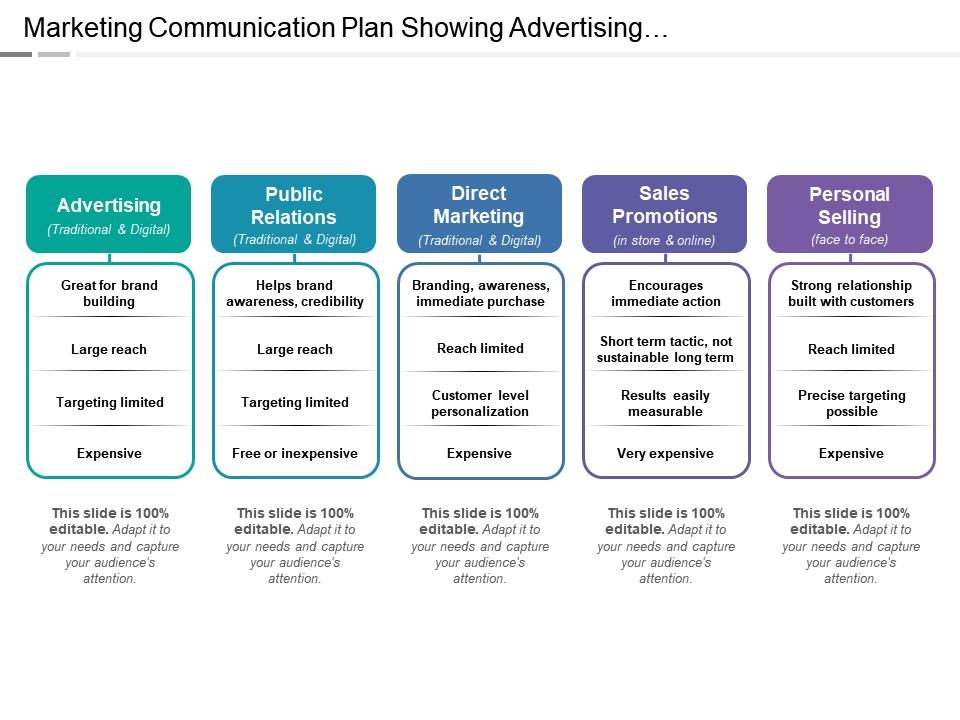 Marketing Communication Plan Showing Advertising…
Advertising
(Traditional & Digital)
Great for brand
building
Large reach
Targeting limited
Expensive
This slide is 100%
editable. Adapt it to
your needs and capture
your audience's
attention.
Public
Relations
(Traditional & Digital)
Helps brand
awareness, credibility
Large reach
Targeting limited
Free or inexpensive
This slide is 100%
editable. Adapt it to
your needs and capture
your audience's
attention.
Direct
Marketing
(Traditional & Digital)
Branding, awareness,
immediate purchase
Reach limited
Customer level
personalization
Expensive
This slide is 100%
editable. Adapt it to
your needs and capture
your audience's
attention.
Sales
Promotions
(in store & online)
Encourages
immediate action
Short term tactic, not
sustainable long term
Results easily
measurable
Very expensive
This slide is 100%
editable. Adapt it to
your needs and capture
your audience's
attention.
Personal
Selling
(face to face)
Strong relationship
built with customers
Reach limited
Precise targeting
possible
Expensive
This slide is 100%
editable. Adapt it to
your needs and capture
your audience's
attention.